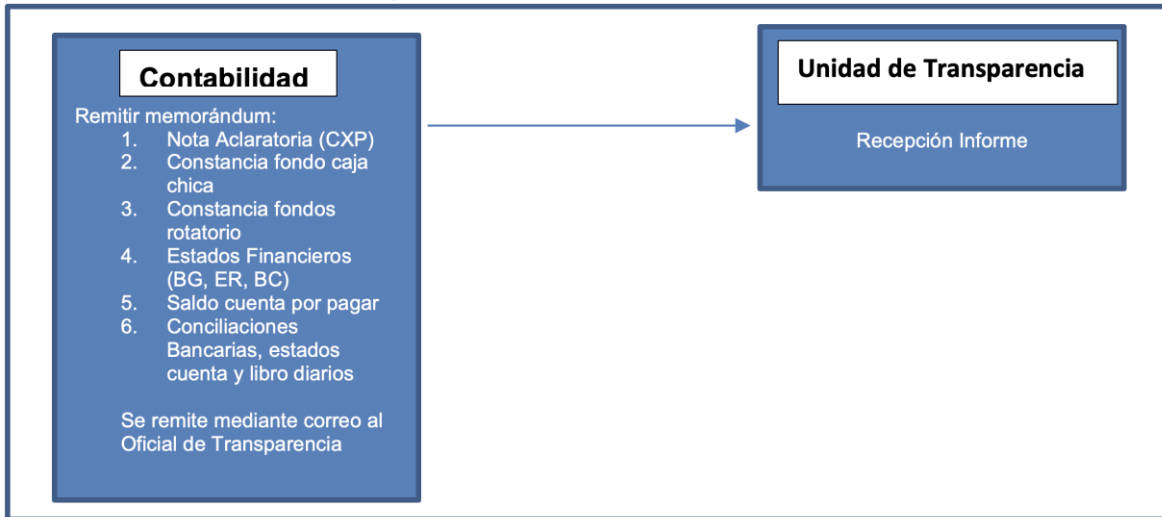 Contabilidad
Remitir memorándum:
1. Nota Aclaratoria (CXP)
2. Constancia fondo caja
chica
3. Constancia fondos
rotatorio
4. Estados Financieros
(BG, ER, BC)
5. Saldo cuenta por pagar
6. Conciliaciones
Bancarias, estados
cuenta y libro diarios
Se remite mediante correo al
Oficial de Transparencia
Unidad de Transparencia
Recepción Informe